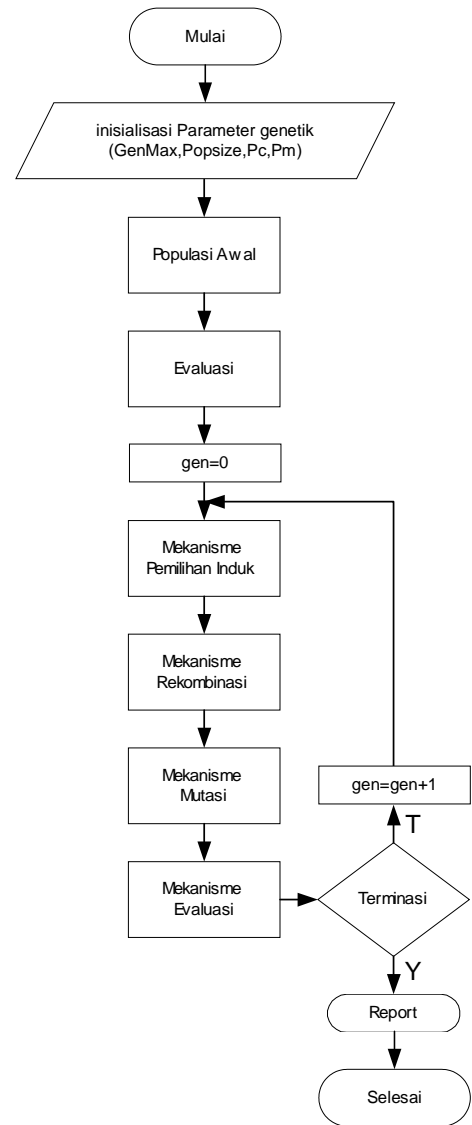 Mulai
inisialisasi Parameter genetik
(GenMax,Popsize,Pc,Pm)
Populasi Awal
Evaluasi
gen=0
Mekanisme
Pemilihan Induk
Mekanisme
Rekombinasi
Mekanisme
Mutasi
gen=gen+1
T
Mekanisme
Evaluasi
Terminasi
Y
Report
Selesai